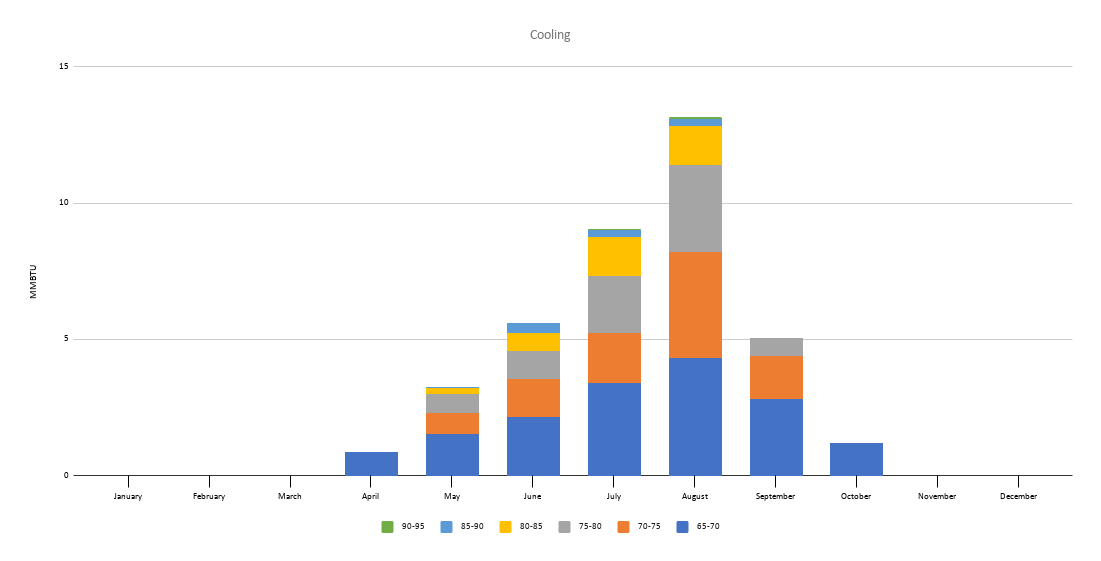 Cooling
15
10
5
0
MMBTU
January February March April May June July August September October November December
90-95 85-90 80-85 75-80 70-75 65-70